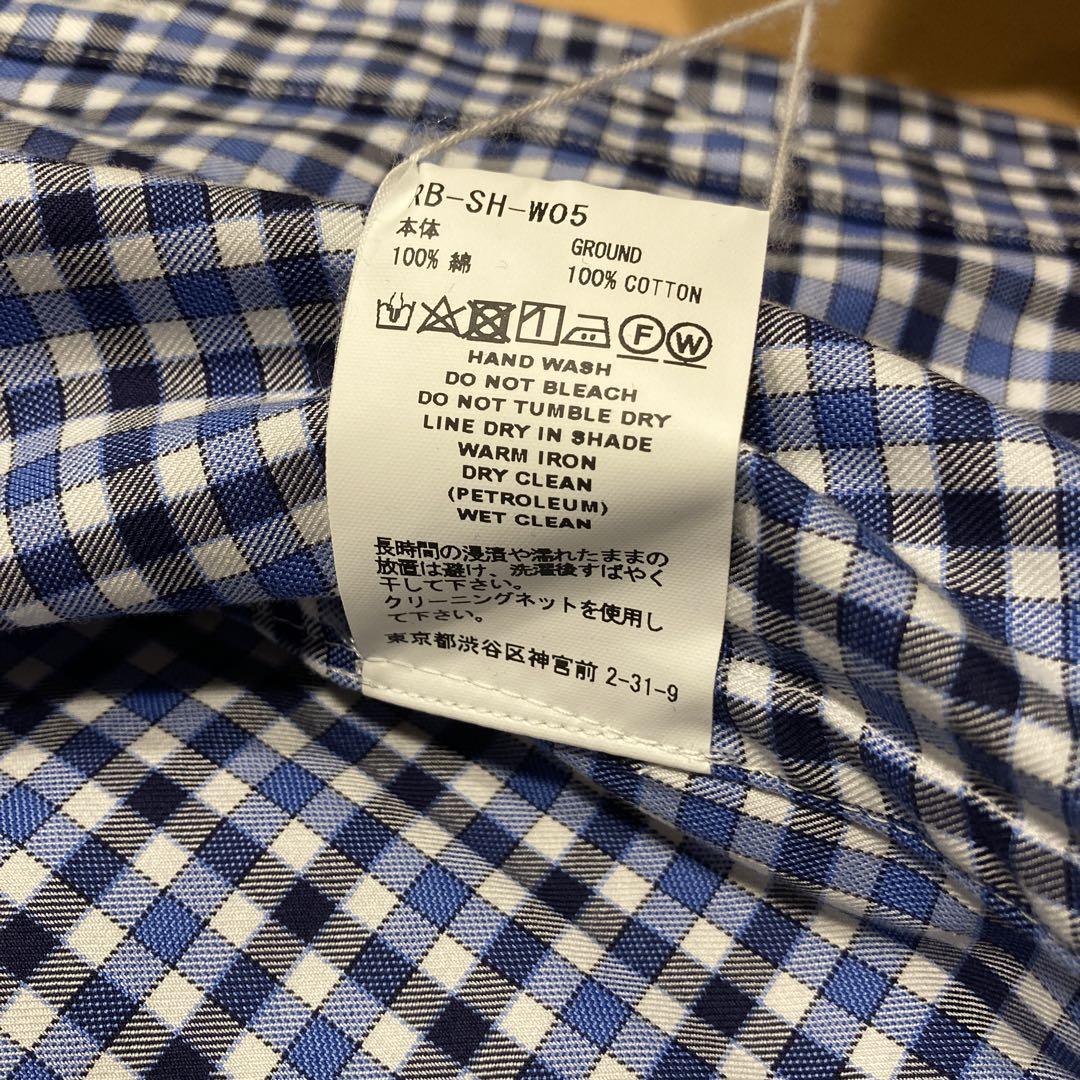 RB-SH-W05
本体 GROUND
100% 綿 100% COTTON
F W
HAND WASH
DO NOT BLEACH
DO NOT TUMBLE DRY
LINE DRY IN SHADE
WARM IRON
DRY CLEAN
(PETROLEUM)
WET CLEAN
長時間の浸漬や濡れたままの
放置は避け、洗濯後すばやく
干して下さい。
クリーニングネットを使用し
て下さい。
東京都渋谷区神宮前 2-31-9